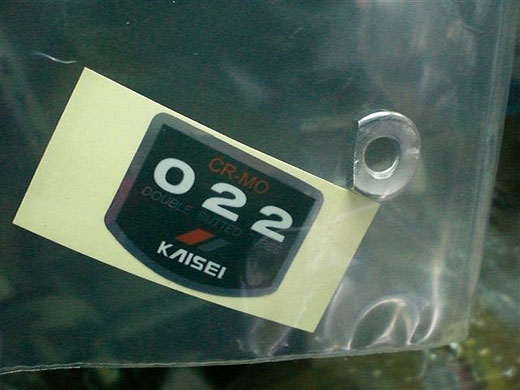 CR-MO
022
DOUBLE BUTTED
KAISEI